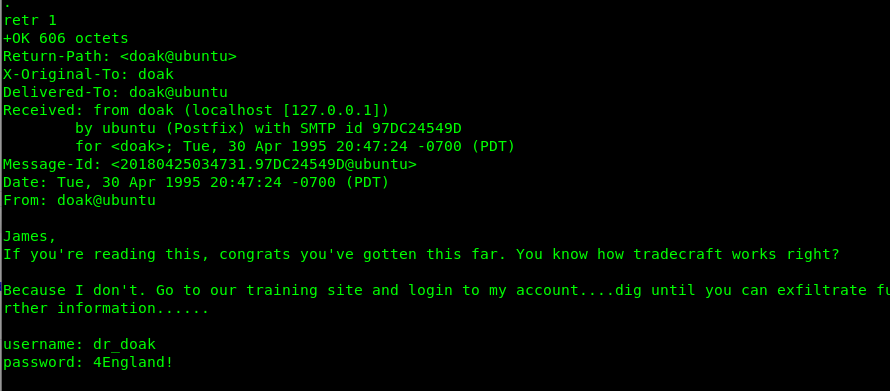 .
retr 1
+OK 606 octets
Return-Path: <doak@ubuntu>
X-Original-To: doak
Delivered-To: doak@ubuntu
Received: from doak (localhost [127.0.0.1])
        by ubuntu (Postfix) with SMTP id 97DC24549D
        for <doak>; Tue, 30 Apr 1995 20:47:24 -0700 (PDT)
Message-Id: <20180425034731.97DC24549D@ubuntu>
Date: Tue, 30 Apr 1995 20:47:24 -0700 (PDT)
From: doak@ubuntu

James,
If you're reading this, congrats you've gotten this far. You know how tradecraft works right?

Because I don't. Go to our training site and login to my account....dig until you can exfiltrate fu
rther information......

username: dr_doak
password: 4England!